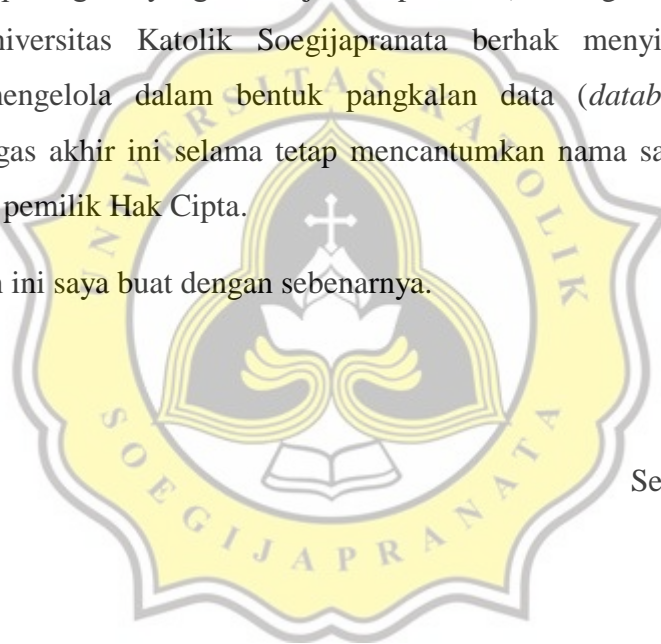 niversitas Katolik Soegijapranata berhak menyi
nengelola dalam bentuk pangkalan data (datab
gas akhir ini selama tetap mencantumkan nama sa
pemilik Hak Cipta.
n ini saya buat dengan sebenarnya.
Se
UNIVERSITAS KATOLIK
SOEGIJAPRANATA